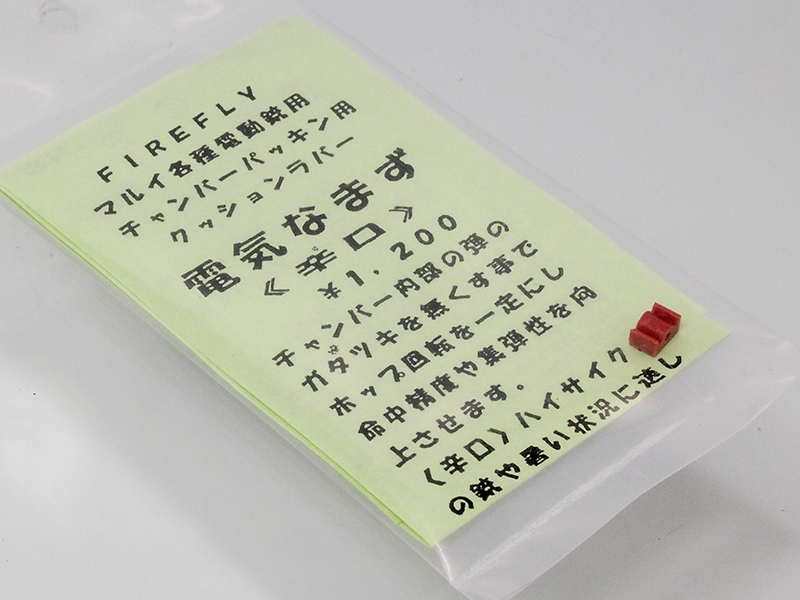 FIREFLY
マルイ各種電動銃用
チャンバーパッキン用
クッションラバー
電気なまず
《辛口》
¥1,200
チャンバー内部の弾の
ガタツキを無くす事で
ホップ回転を一定にし
命中精度や集弾性を向
上させます。
〈辛口〉ハイサイク
の銃や暑い状況に適し